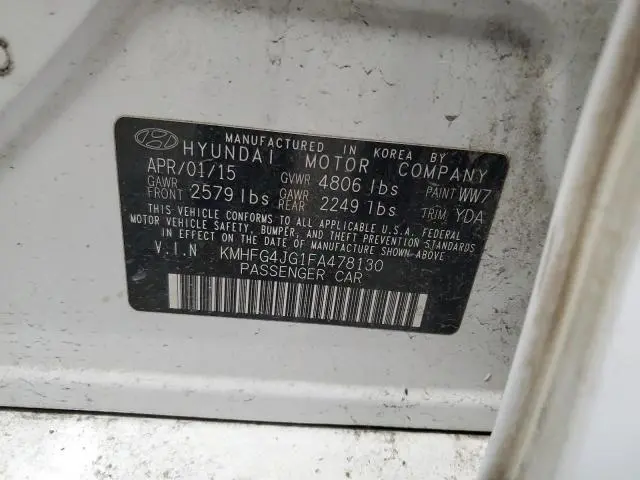 MANUFACTURED IN KOREA BY
HYUNDAI MOTOR COMPANY
APR/01/15 GVWR 4806 lbs PAINT WW7
GAWR FRONT 2579 lbs GAWR REAR 2249 lbs TRIM YDA
THIS VEHICLE CONFORMS TO ALL APPLICABLE U.S.A. FEDERAL
MOTOR VEHICLE SAFETY, BUMPER, AND THEFT PREVENTION STANDARDS
IN EFFECT ON THE DATE OF MANUFACTURE SHOWN ABOVE.
V.I.N KMHFG4JG1FA478130
PASSENGER CAR